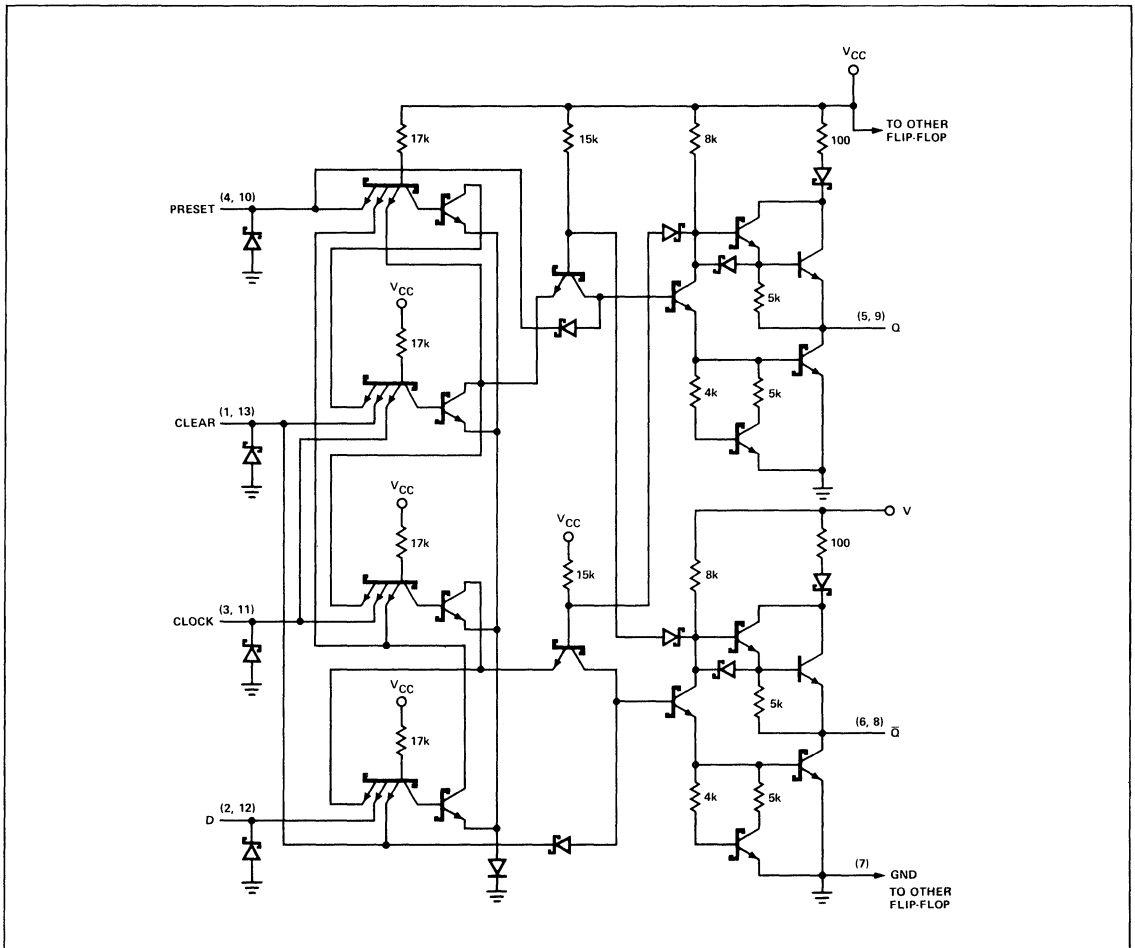 VCC
TO OTHER
FLIP-FLOP
17k
15k
8k
100
PRESET (4, 10)
VCC
5k
(5, 9)
Q
17k
4k
5k
CLEAR (1, 13)
VCC
VCC
V
17k
15k
8k
100
CLOCK (3, 11)
VCC
5k
(6, 8)
Q̄
17k
4k
5k
D (2, 12)
(7)
GND
TO OTHER
FLIP-FLOP